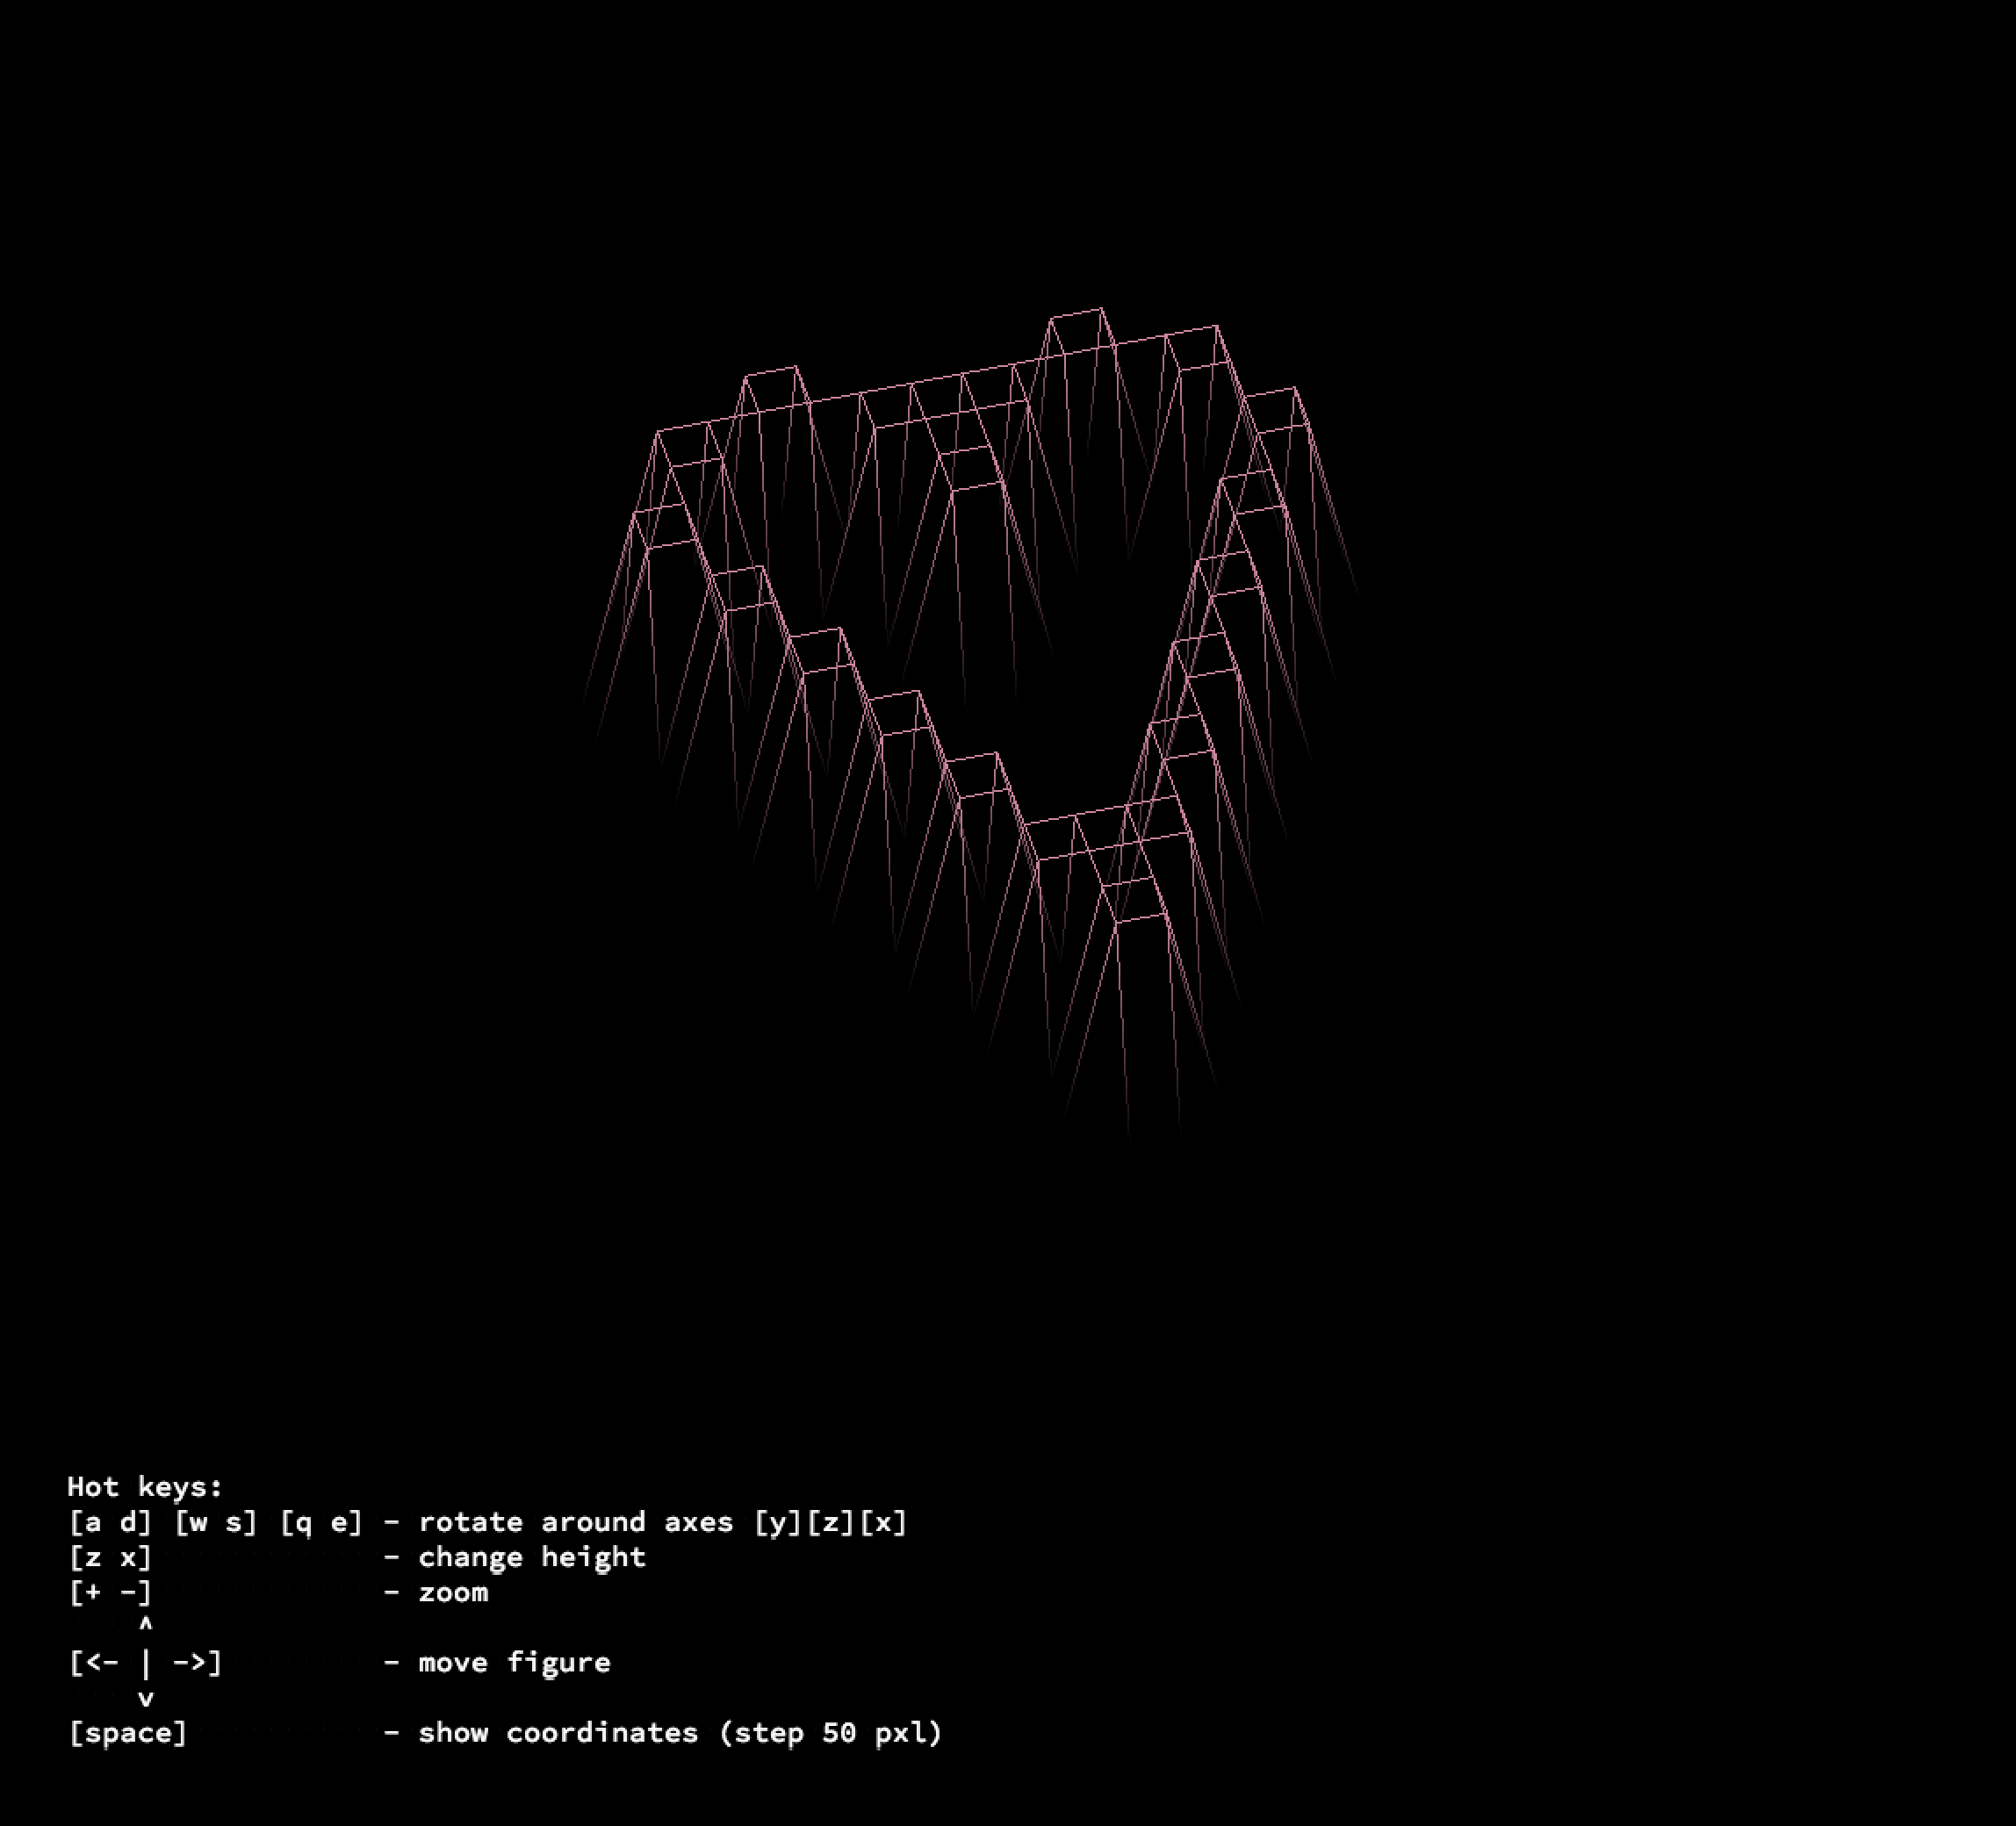 Hot keys:
[a d] [w s] [q e] - rotate around axes [y][z][x]
[z x] - change height
[+ -] - zoom
^
[<- | ->] - move figure
v
[space] - show coordinates (step 50 pxl)